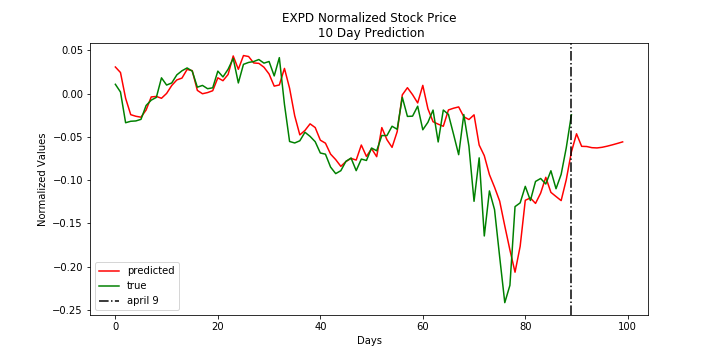 EXPD Normalized Stock Price
10 Day Prediction
0.05
0.00
−0.05
−0.10
−0.15
−0.20
−0.25
Normalized Values
predicted
true
april 9
0 20 40 60 80 100
Days